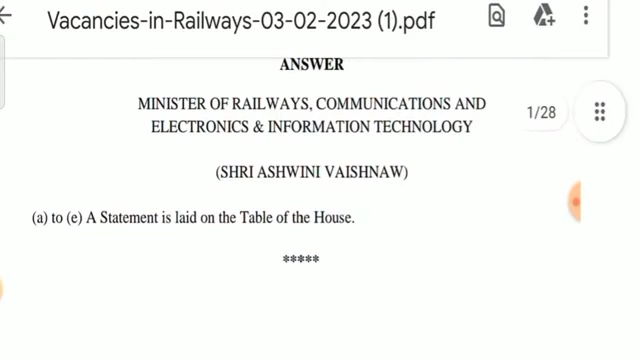 Vacancies-in-Railways-03-02-2023 (1).pdf
ANSWER
MINISTER OF RAILWAYS, COMMUNICATIONS AND
ELECTRONICS & INFORMATION TECHNOLOGY
1/28
(SHRI ASHWINI VAISHNAW)
(a) to (e) A Statement is laid on the Table of the House.
*****